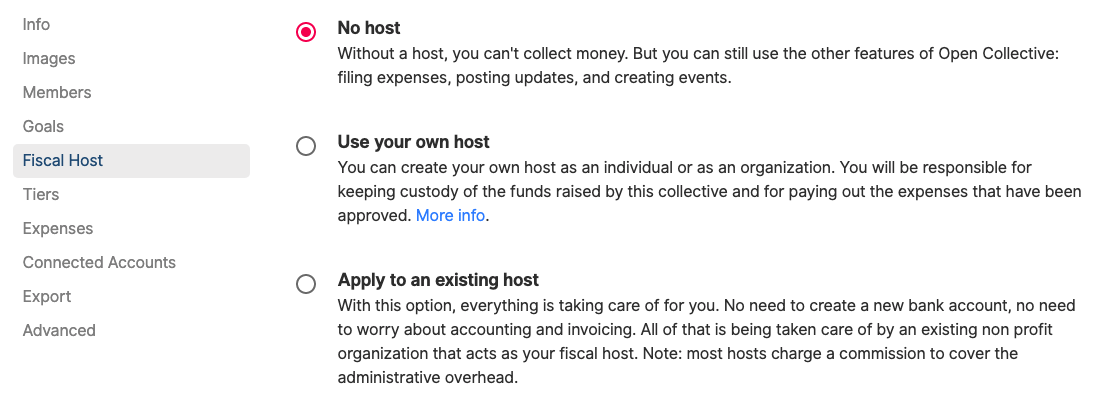 Info
Images
Members
Goals
Fiscal Host
Tiers
Expenses
Connected Accounts
Export
Advanced
No host
Without a host, you can't collect money. But you can still use the other features of Open Collective:
filing expenses, posting updates, and creating events.
Use your own host
You can create your own host as an individual or as an organization. You will be responsible for
keeping custody of the funds raised by this collective and for paying out the expenses that have been
approved. More info.
Apply to an existing host
With this option, everything is taking care of for you. No need to create a new bank account, no need
to worry about accounting and invoicing. All of that is being taken care of by an existing non profit
organization that acts as your fiscal host. Note: most hosts charge a commission to cover the
administrative overhead.